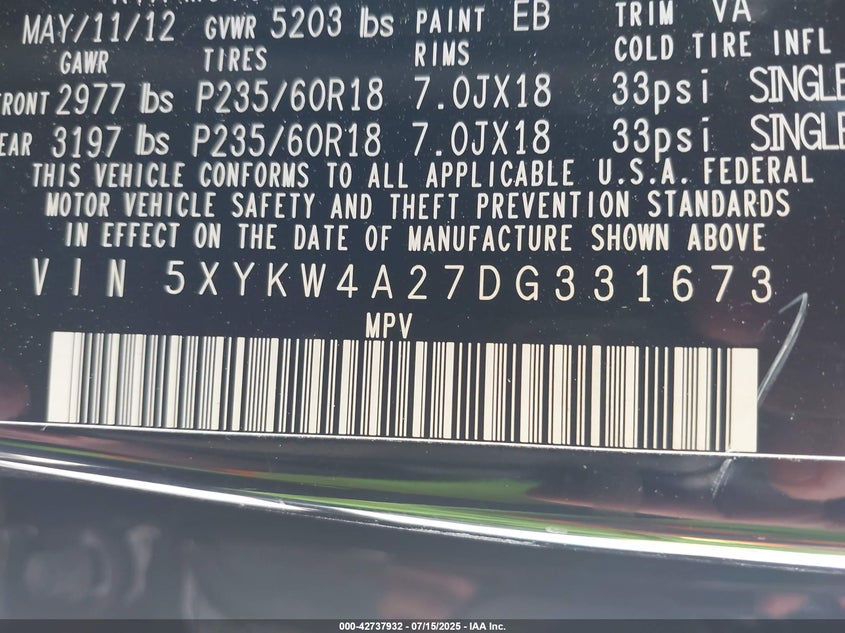 MAY/11/12 GVWR 5203 lbs PAINT EB TRIM VA
GAWR TIRES RIMS COLD TIRE INFL
FRONT 2977 lbs P235/60R18 7.0JX18 33psi SINGLE
EAR 3197 lbs P235/60R18 7.0JX18 33psi SINGLE
THIS VEHICLE CONFORMS TO ALL APPLICABLE U.S.A. FEDERAL
MOTOR VEHICLE SAFETY AND THEFT PREVENTION STANDARDS
IN EFFECT ON THE DATE OF MANUFACTURE SHOWN ABOVE
VIN 5XYKW4A27DG331673
MPV
000-42737932 - 07/15/2025 - IAA Inc.